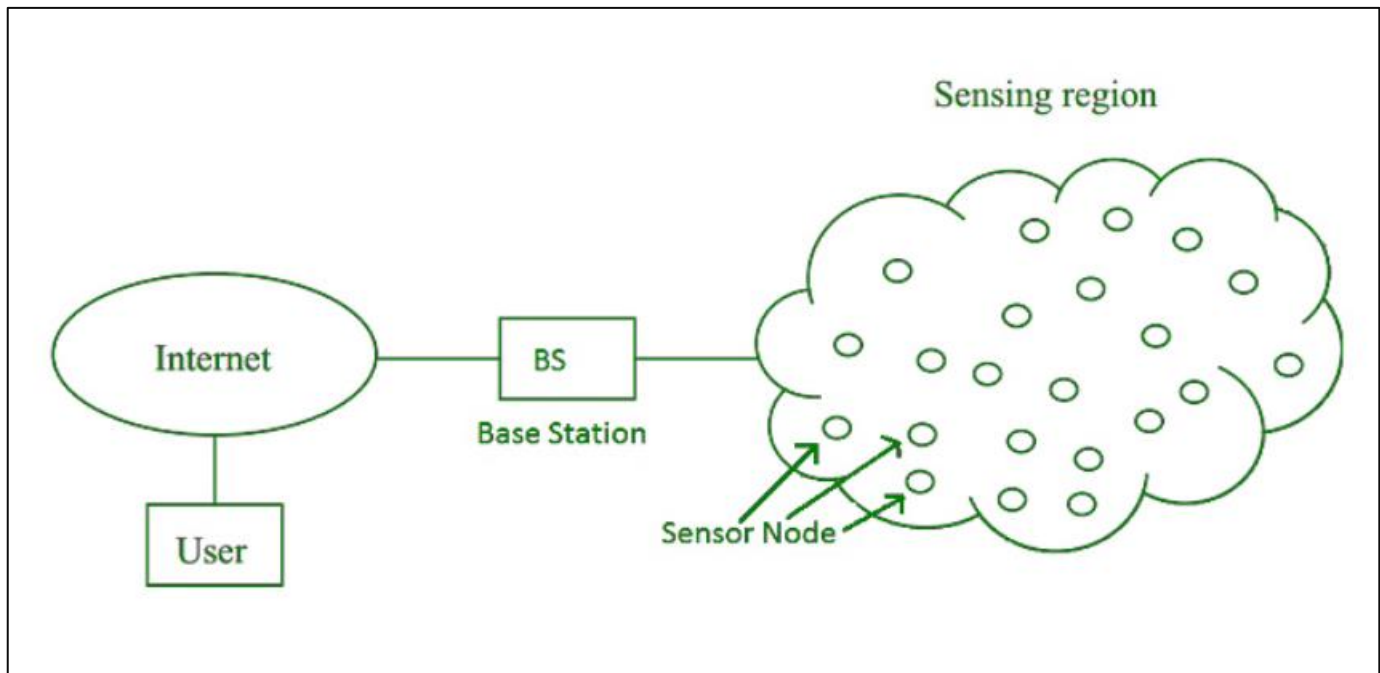 Sensing region
Internet
BS
Base Station
Sensor Node
User